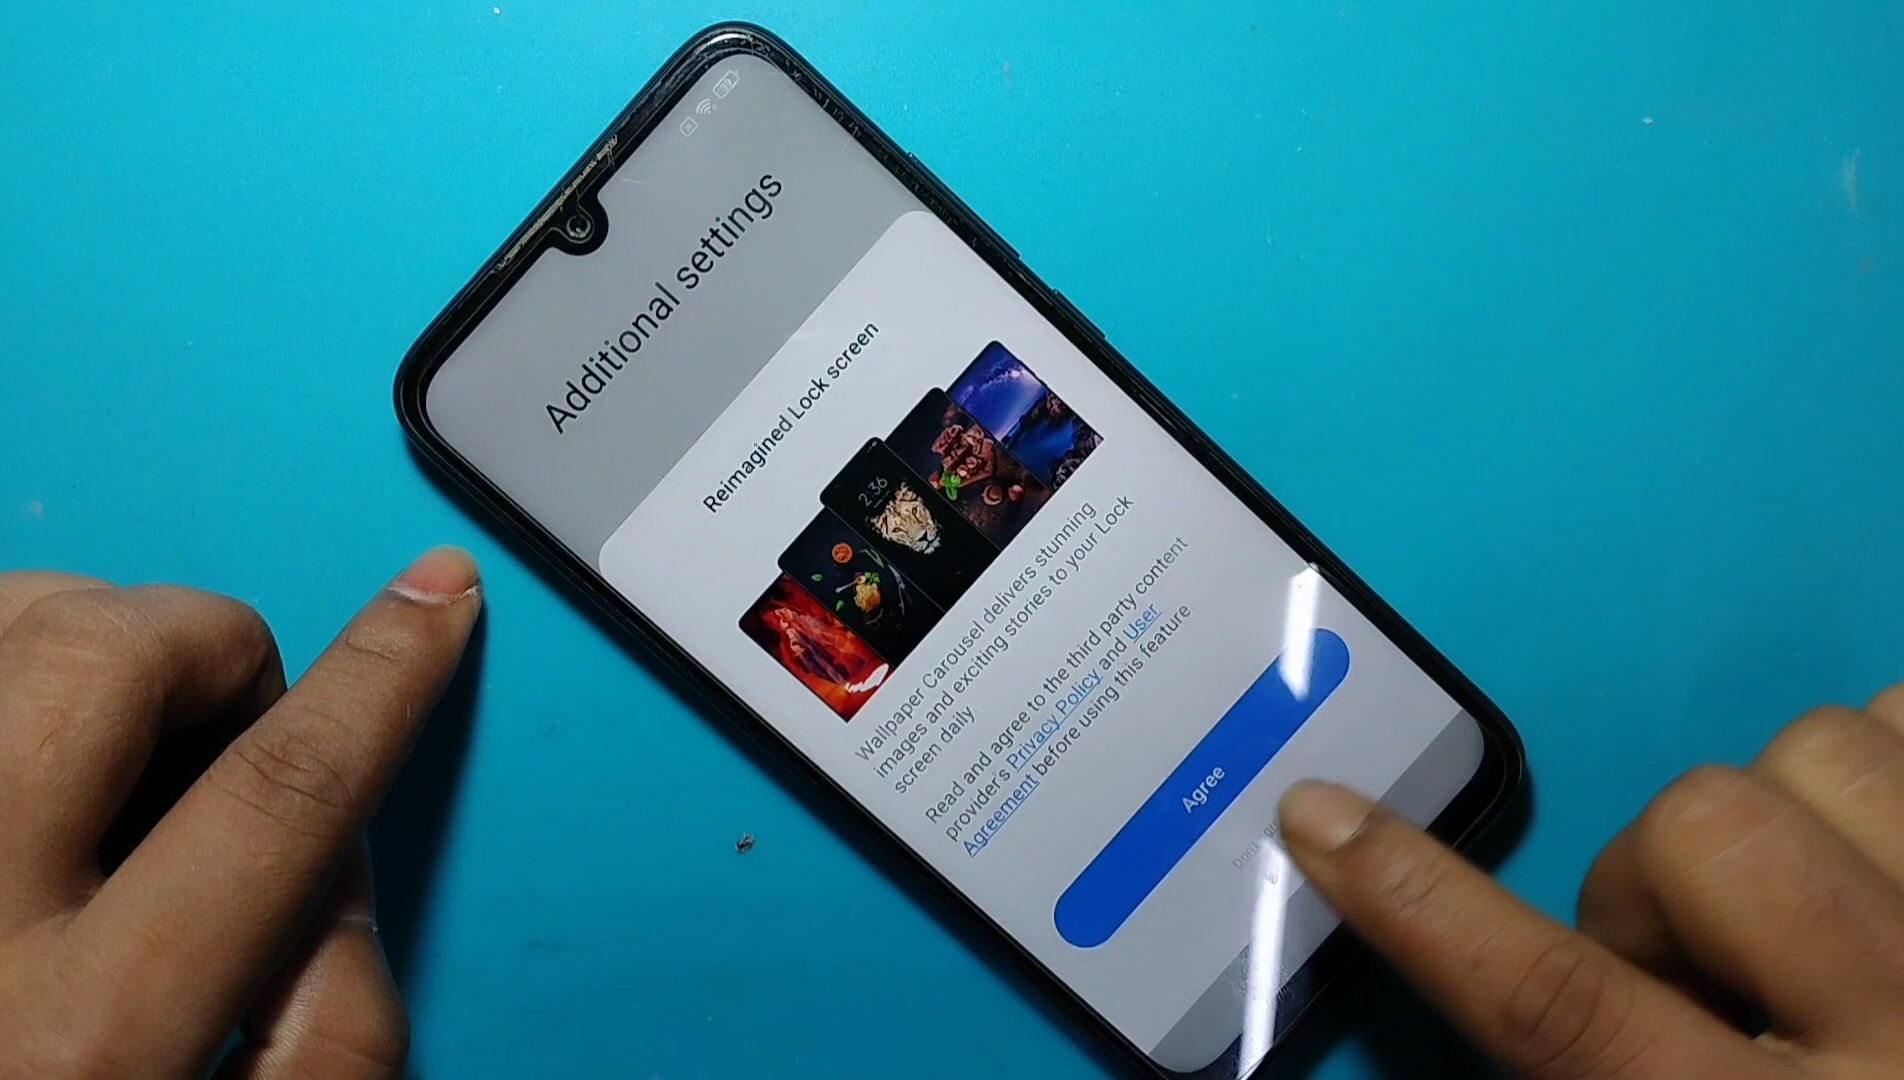 39
Additional settings
Reimagined Lock screen
2:36
Wallpaper Carousel delivers stunning
images and exciting stories to your Lock
screen daily
Read and agree to the third party content
provider's Privacy Policy and User
Agreement before using this feature
Agree
Don't